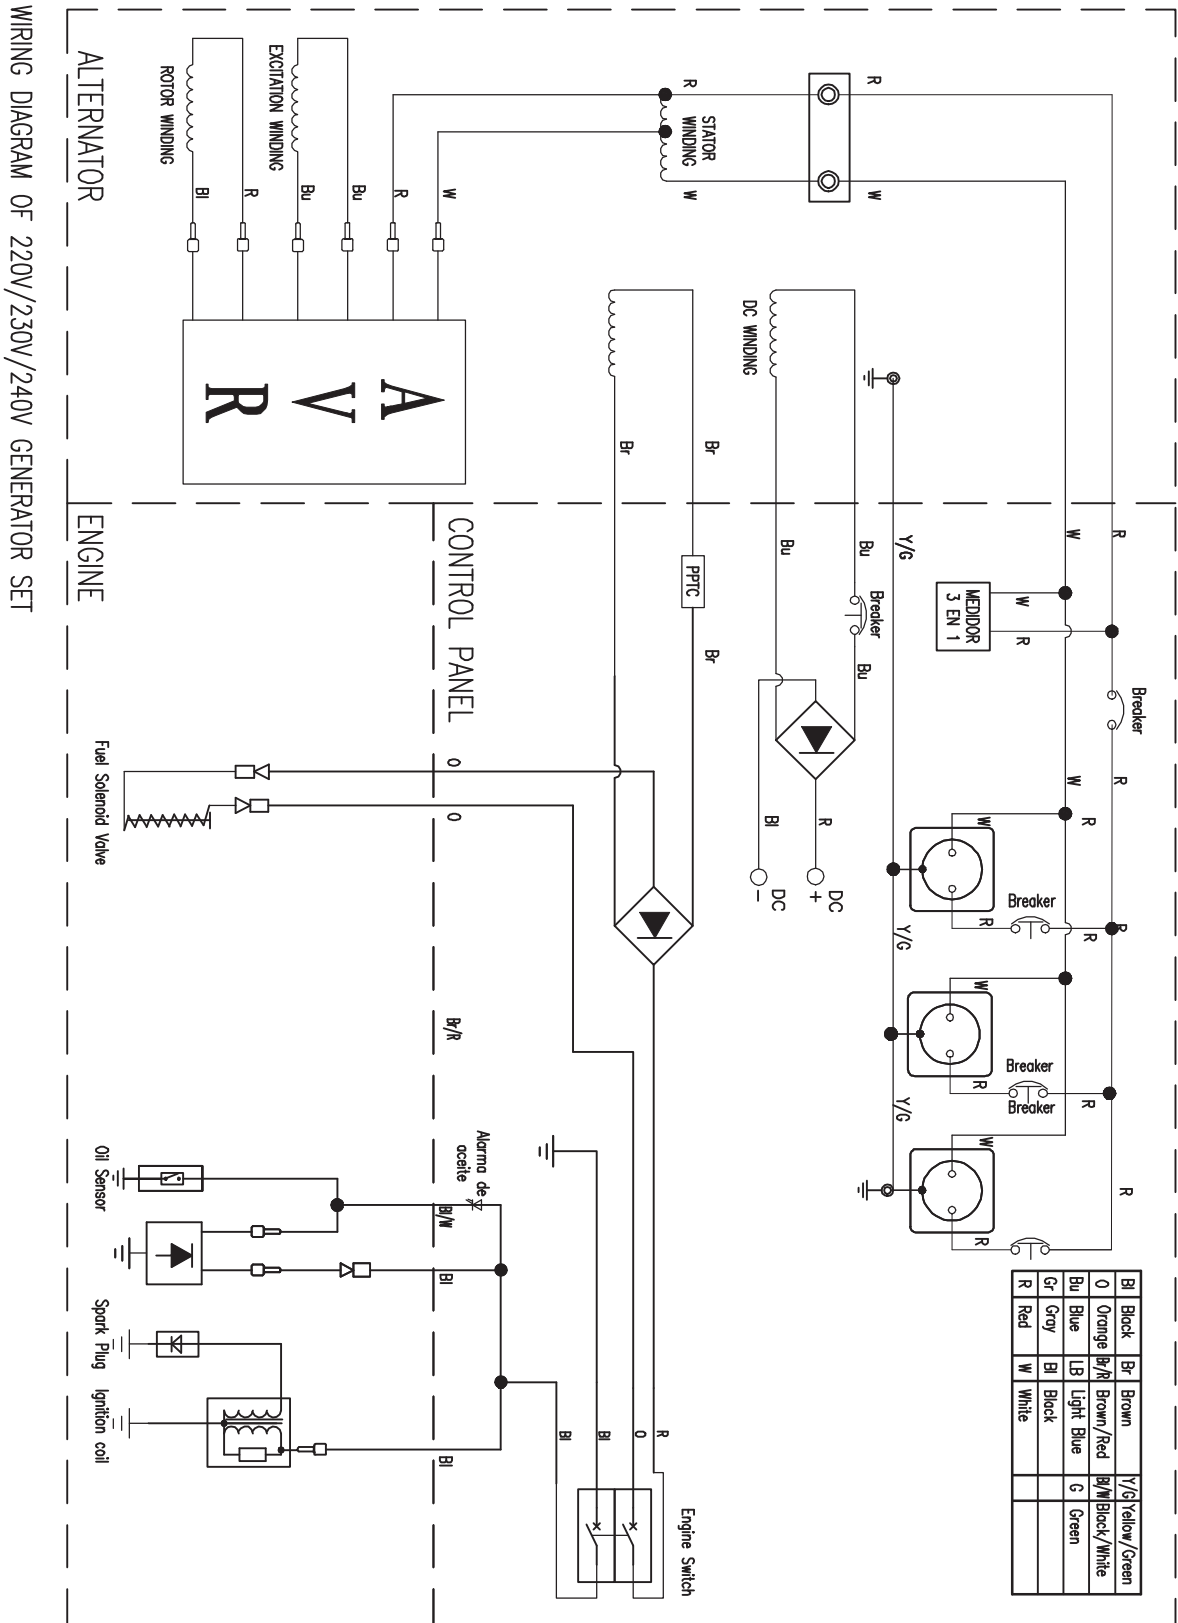 Bl Black Br Brown Y/G Yellow/Green
O Orange Br/R Brown/Red Bl/W Black/White
Bu Blue LB Light Blue G Green
Gr Gray Bl Black
R Red W White
Breaker
R
R
R
R
R
R
W
W
R
R
R
R
W
W
Breaker
Breaker
Breaker
MEDIDOR
3 EN 1
W
R
W
R
W
R
W
R
Y/G
Y/G
Y/G
Breaker
Bu
Bu
Bu
DC
+
R
DC
-
Bl
DC WINDING
STATOR
WINDING
R
W
Br
PPTC
Br
Br
Engine Switch
R
O
Bl
Bl
CONTROL PANEL
Alarma de
aceite
O
O
Br/R
Bl/W
Bl
Bl
W
R
Bu
Bu
R
Bl
EXCITATION WINDING
ROTOR WINDING
A
V
R
ALTERNATOR
ENGINE
Fuel Solenoid Valve
Oil Sensor
Spark Plug
Ignition coil
WIRING DIAGRAM OF 220V/230V/240V GENERATOR SET